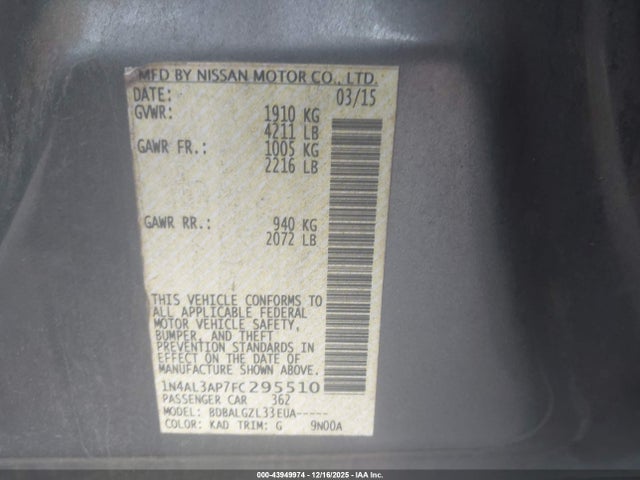 MFD BY NISSAN MOTOR CO., LTD.
DATE: 03/15
GVWR: 1910 KG
4211 LB
GAWR FR.: 1005 KG
2216 LB
GAWR RR.: 940 KG
2072 LB
THIS VEHICLE CONFORMS TO
ALL APPLICABLE FEDERAL
MOTOR VEHICLE SAFETY,
BUMPER, AND THEFT
PREVENTION STANDARDS
IN EFFECT ON THE DATE OF
MANUFACTURE SHOWN ABOVE.
1N4AL3AP7FC295510
PASSENGER CAR 362
MODEL: BDBALGZL33EUA-----
COLOR: KAD TRIM: G 9N00A
000-43949974 | 12/16/2025 - IAA Inc.